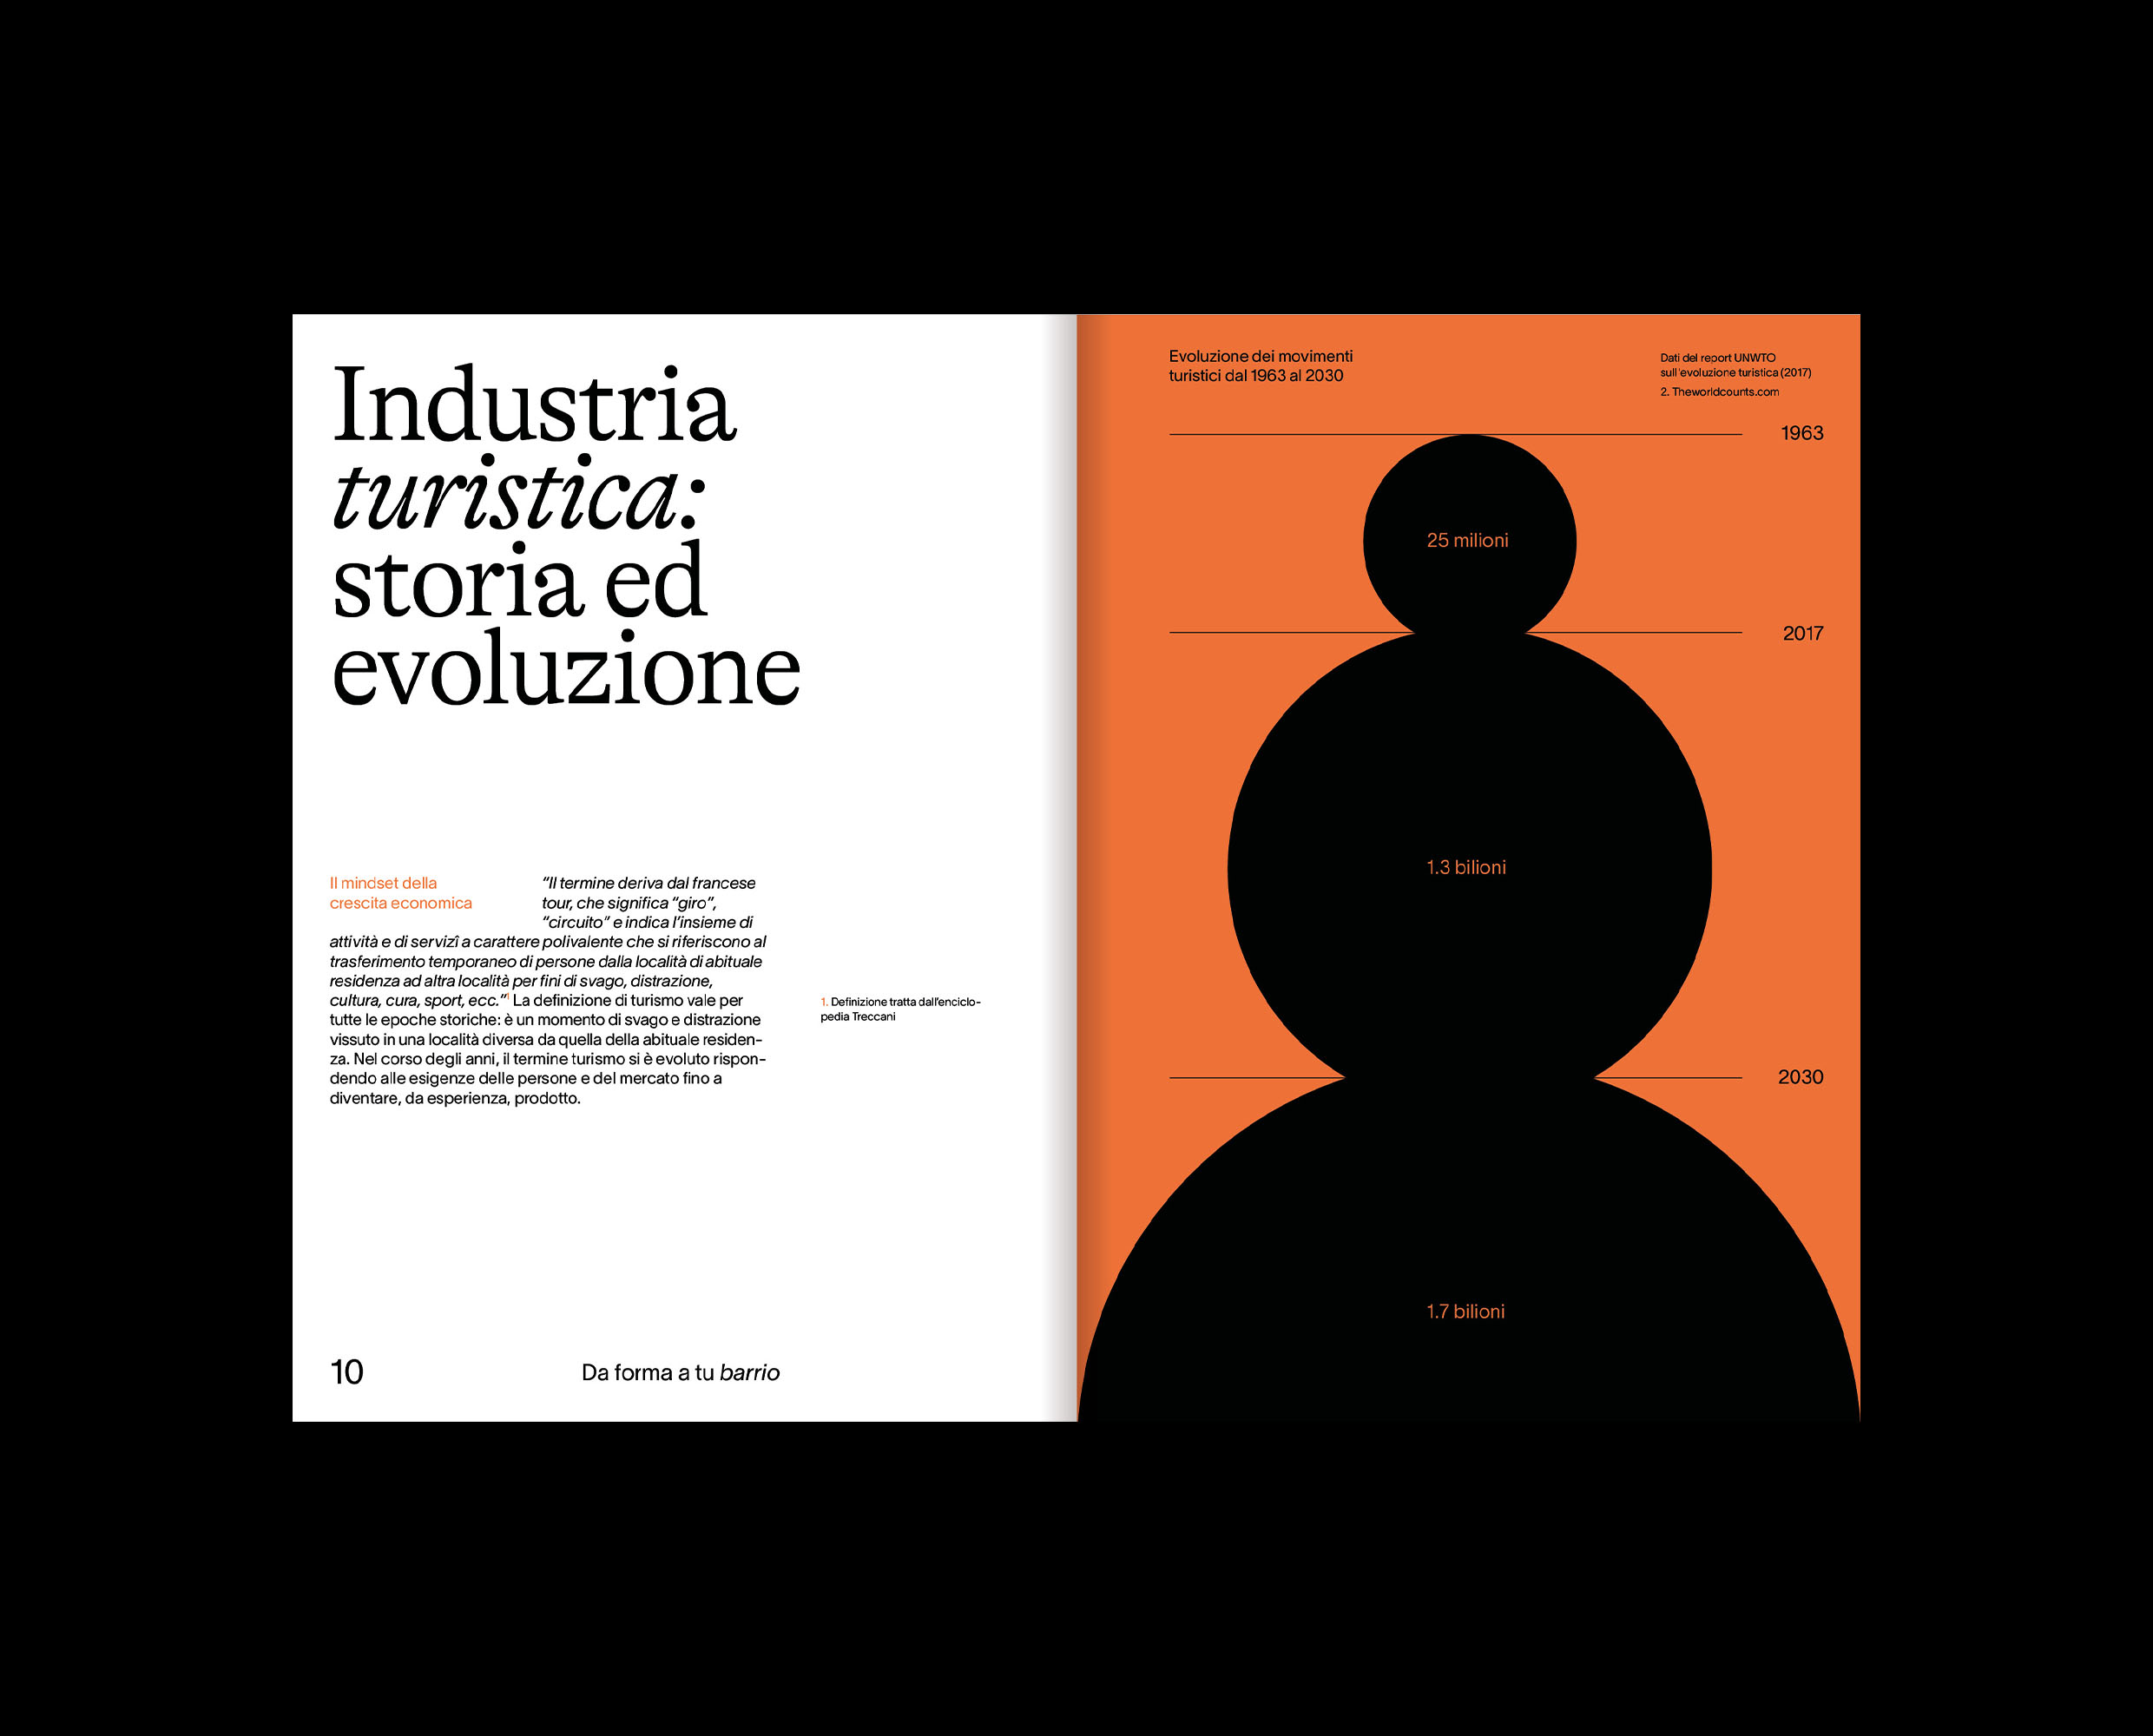 Industria
turistica:
storia ed
evoluzione
Il mindset della
crescita economica
“Il termine deriva dal francese
tour, che significa “giro”,
“circuito” e indica l’insieme di
attività e di servizî a carattere polivalente che si riferiscono al
trasferimento temporaneo di persone dalla località di abituale
residenza ad altra località per fini di svago, distrazione,
cultura, cura, sport, ecc.”1 La definizione di turismo vale per
tutte le epoche storiche: è un momento di svago e distrazione
vissuto in una località diversa da quella della abituale residen-
za. Nel corso degli anni, il termine turismo si è evoluto rispon-
dendo alle esigenze delle persone e del mercato fino a
diventare, da esperienza, prodotto.
1. Definizione tratta dall’enciclo-
pedia Treccani
10
Da forma a tu barrio
Evoluzione dei movimenti
turistici dal 1963 al 2030
Dati del report UNWTO
sull’evoluzione turistica (2017)
2. Theworldcounts.com
1963
25 milioni
2017
1.3 bilioni
2030
1.7 bilioni